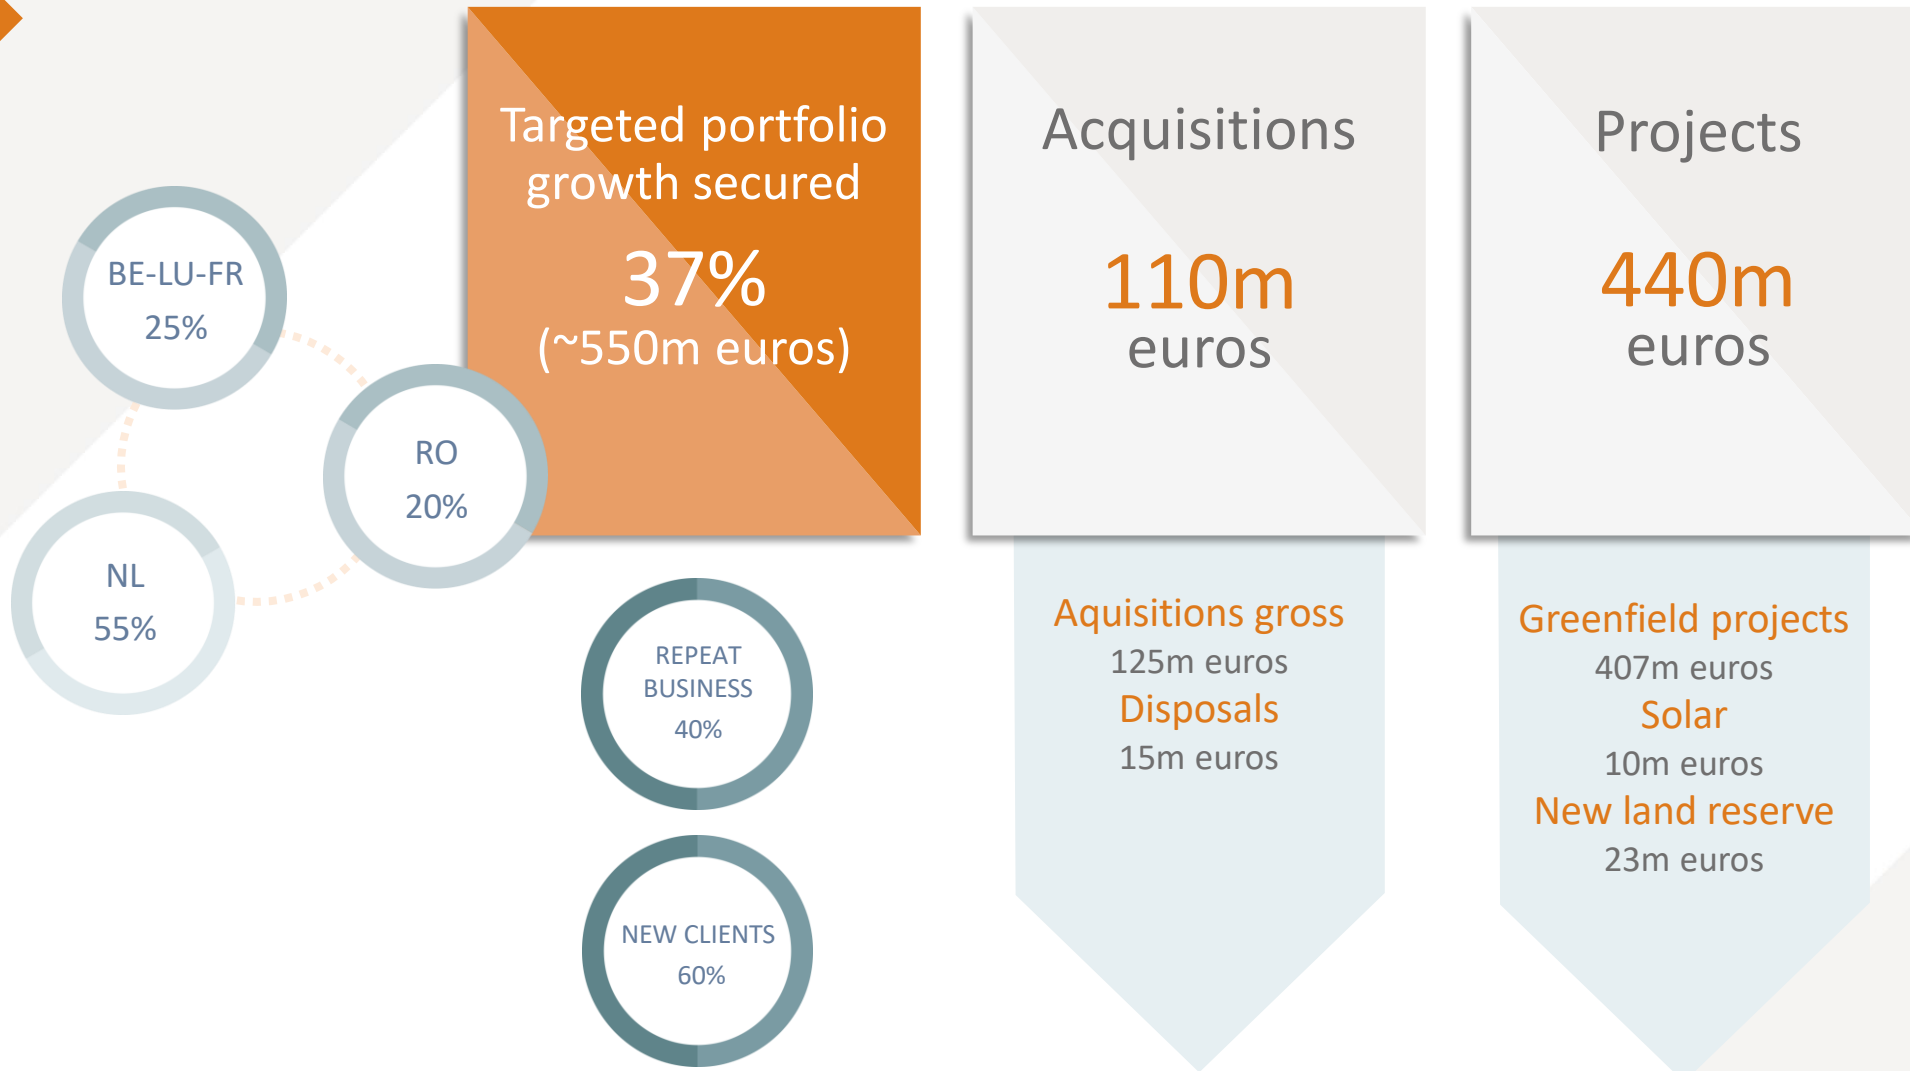 Targeted portfolio
growth secured
37%
(~550m euros)
Acquisitions
110m
euros
Projects
440m
euros
BE-LU-FR
25%
RO
20%
NL
55%
REPEAT
BUSINESS
40%
NEW CLIENTS
60%
Aquisitions gross
125m euros
Disposals
15m euros
Greenfield projects
407m euros
Solar
10m euros
New land reserve
23m euros